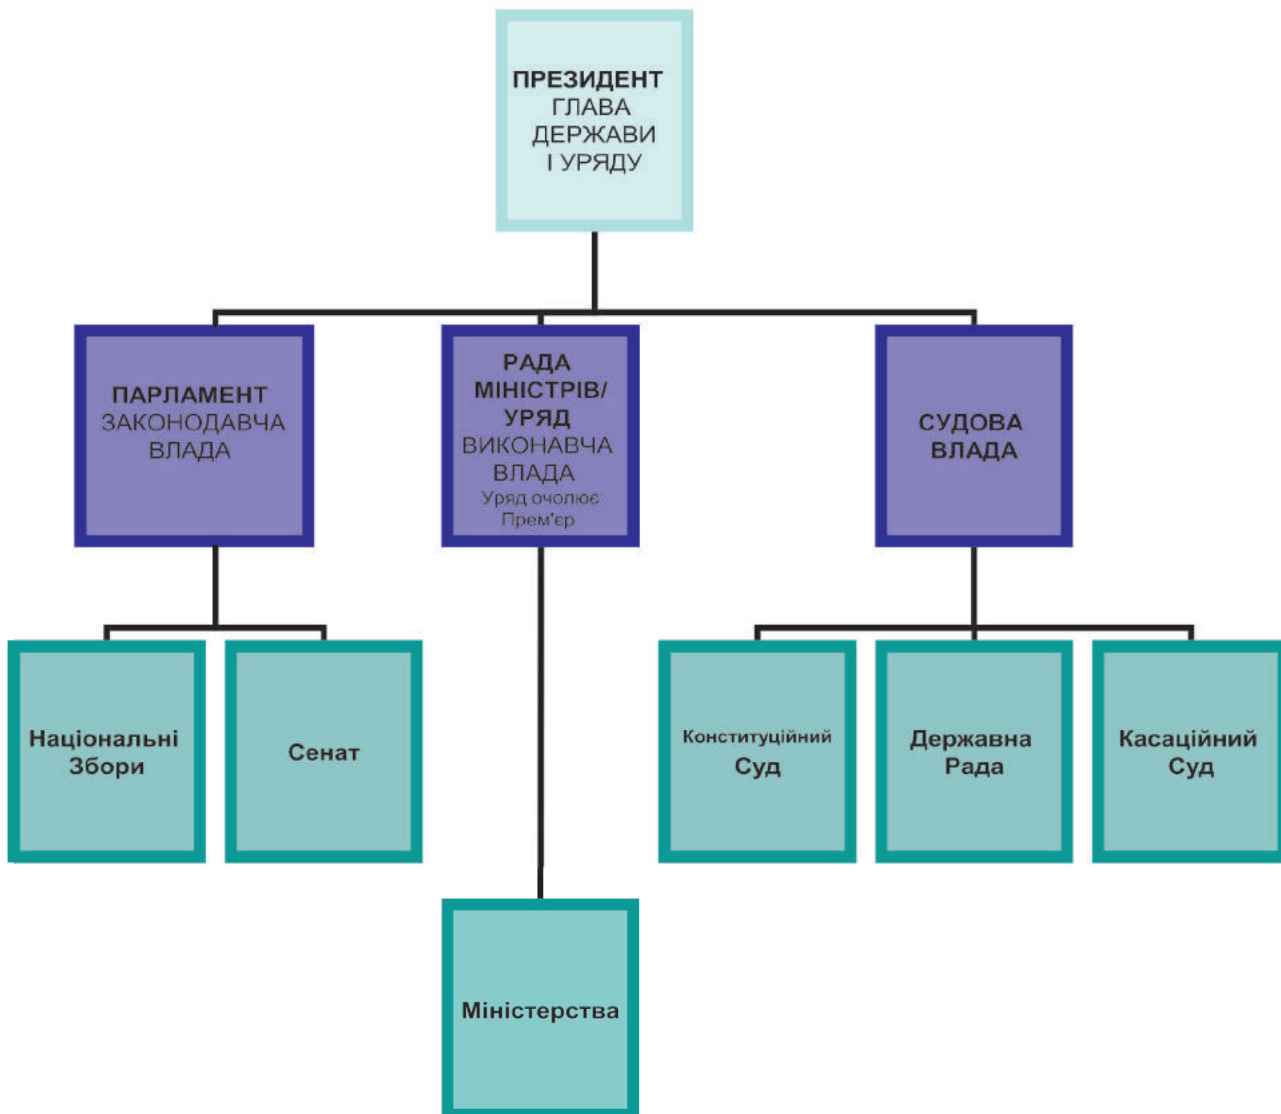 ПРЕЗИДЕНТ
ГЛАВА
ДЕРЖАВИ
І УРЯДУ
ПАРЛАМЕНТ
ЗАКОНОДАВЧА
ВЛАДА
РАДА
МІНІСТРІВ/
УРЯД
ВИКОНАВЧА
ВЛАДА
Уряд очолює
Прем'єр
СУДОВА
ВЛАДА
Національні
Збори
Сенат
Конституційний
Суд
Державна
Рада
Касаційний
Суд
Міністерства